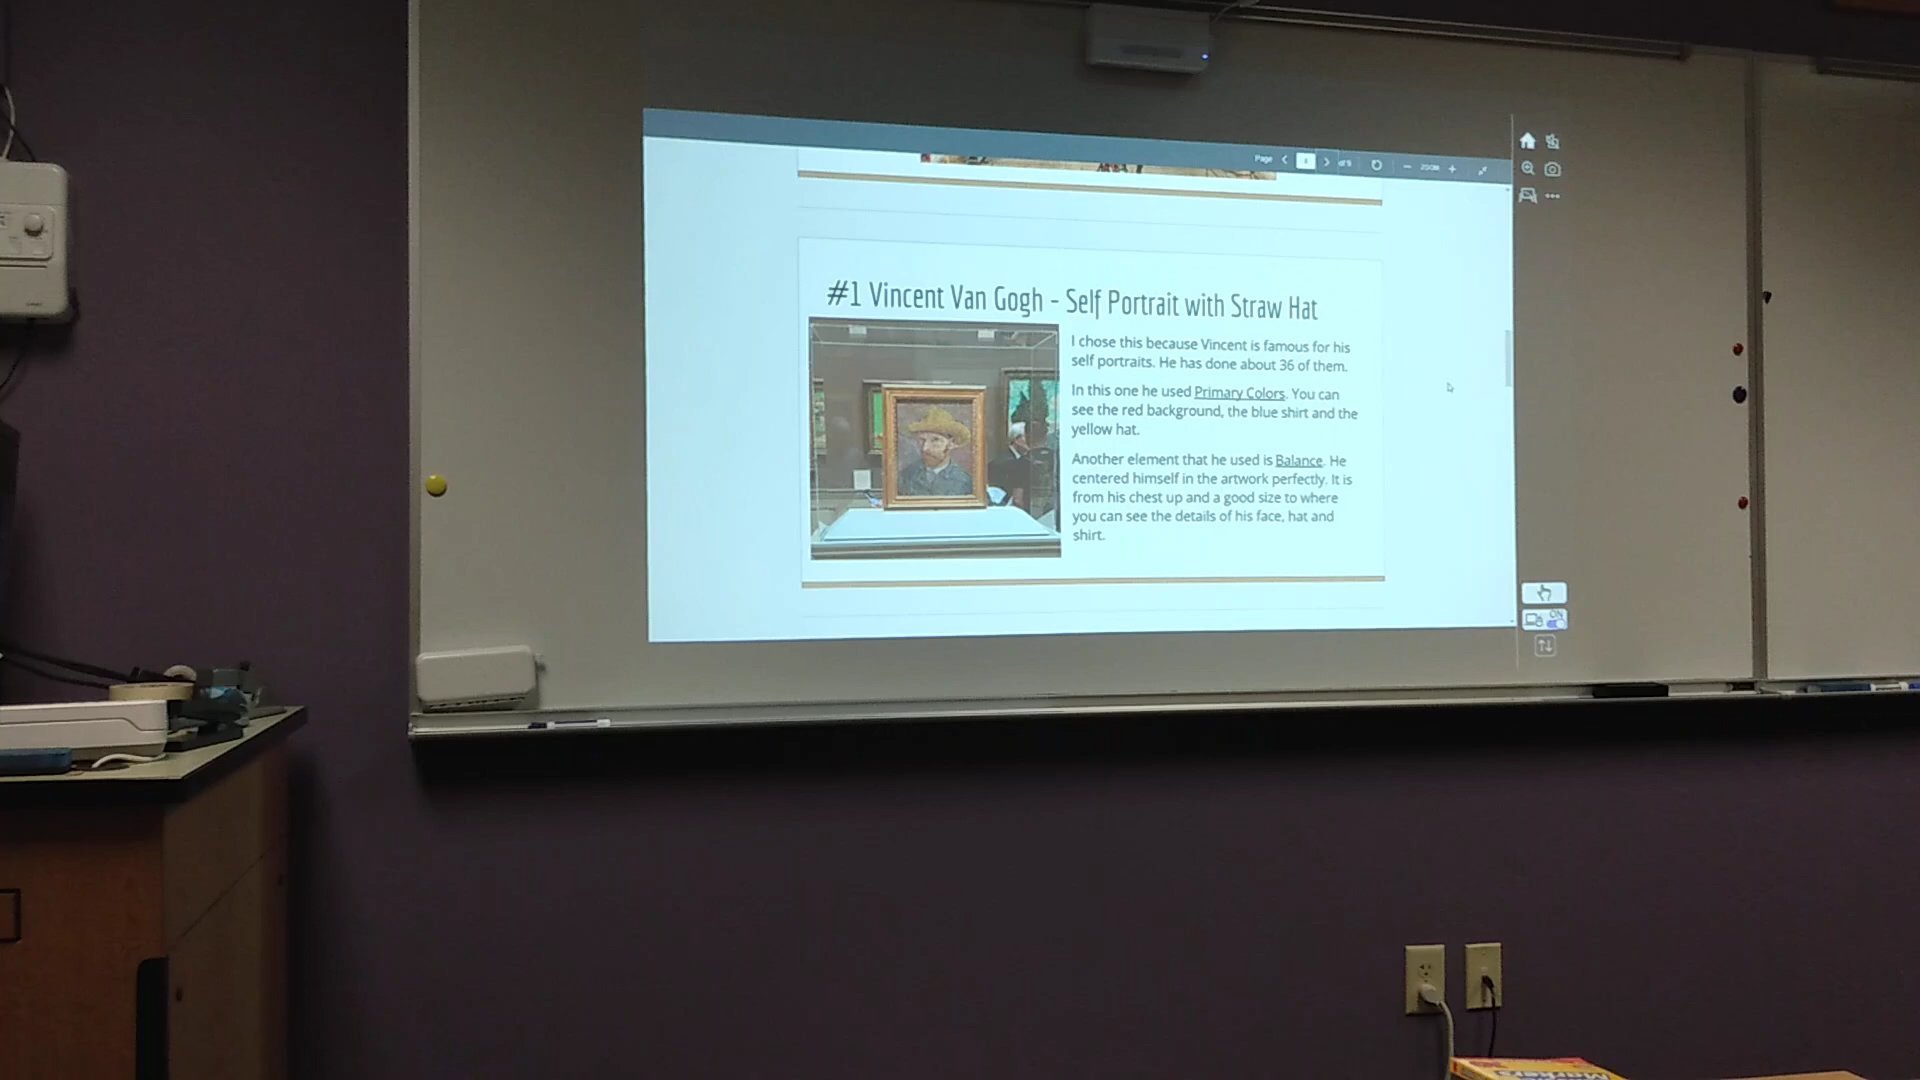 Page
#1 Vincent Van Gogh - Self Portrait with Straw Hat
I chose this because Vincent is famous for his
self portraits. He has done about 36 of them.
In this one he used Primary Colors. You can
see the red background, the blue shirt and the
yellow hat.
Another element that he used is Balance. He
centered himself in the artwork perfectly. It is
from his chest up and a good size to where
you can see the details of his face, hat and
shirt.
ON
Markers